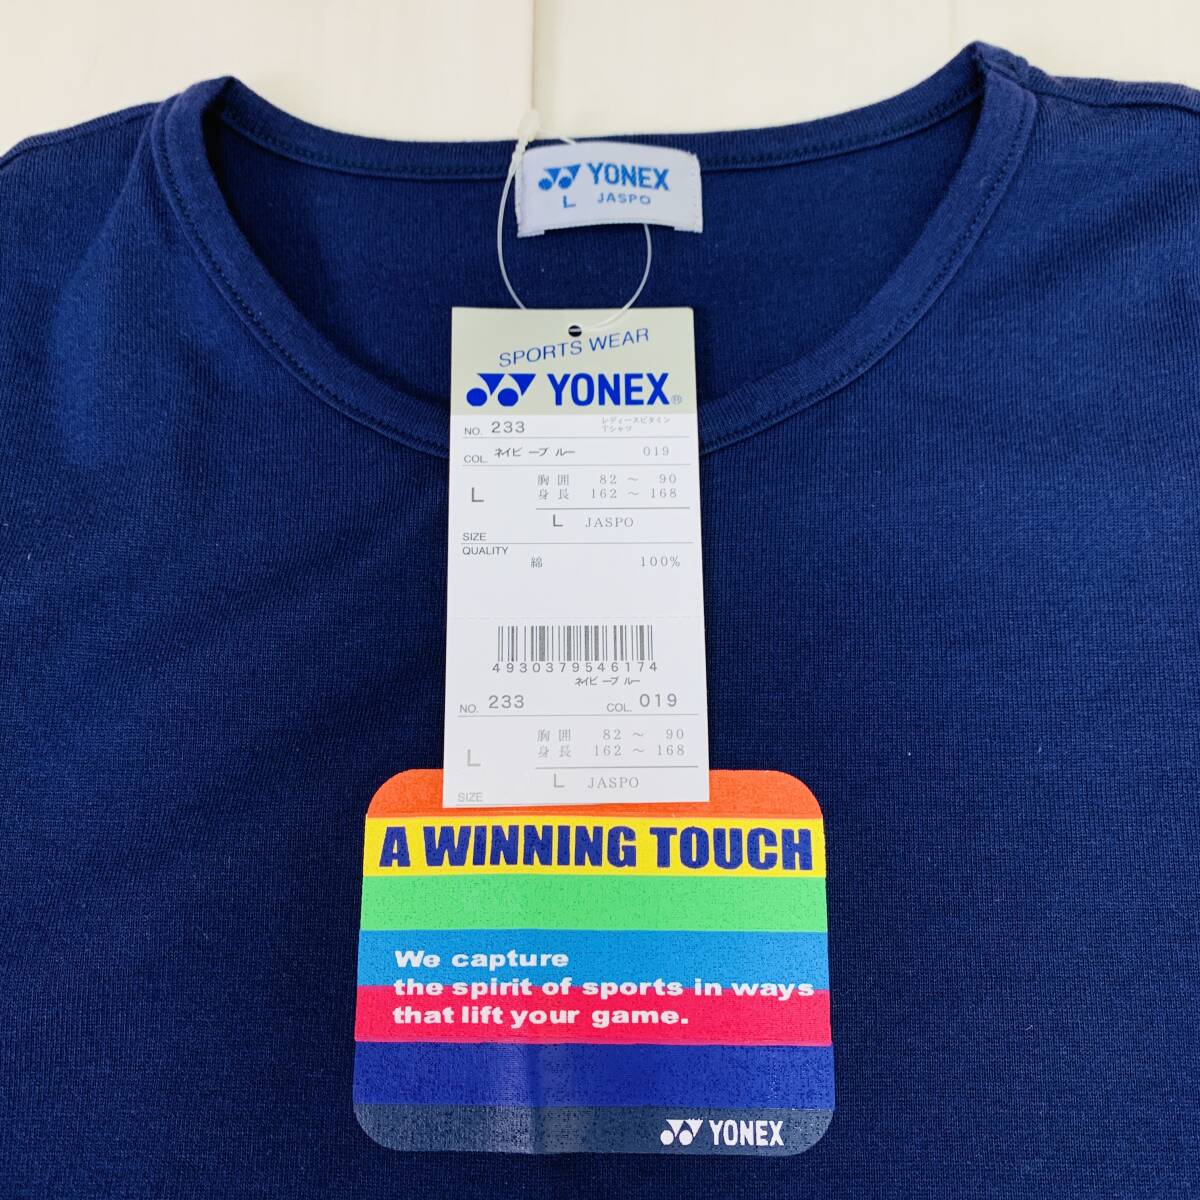 YONEX
L JASPO
SPORTS WEAR
YONEX®
NO. 233 レディースビタミン
Tシャツ
COL. ネイビーブルー 019
L 胸囲 82 ～ 90
身長 162 ～ 168
L JASPO
SIZE
QUALITY
綿 100%
4930379546174
ネイビーブルー
NO. 233 COL. 019
胸囲 82 ～ 90
L 身長 162 ～ 168
L JASPO
SIZE
A WINNING TOUCH
We capture
the spirit of sports in ways
that lift your game.
YONEX